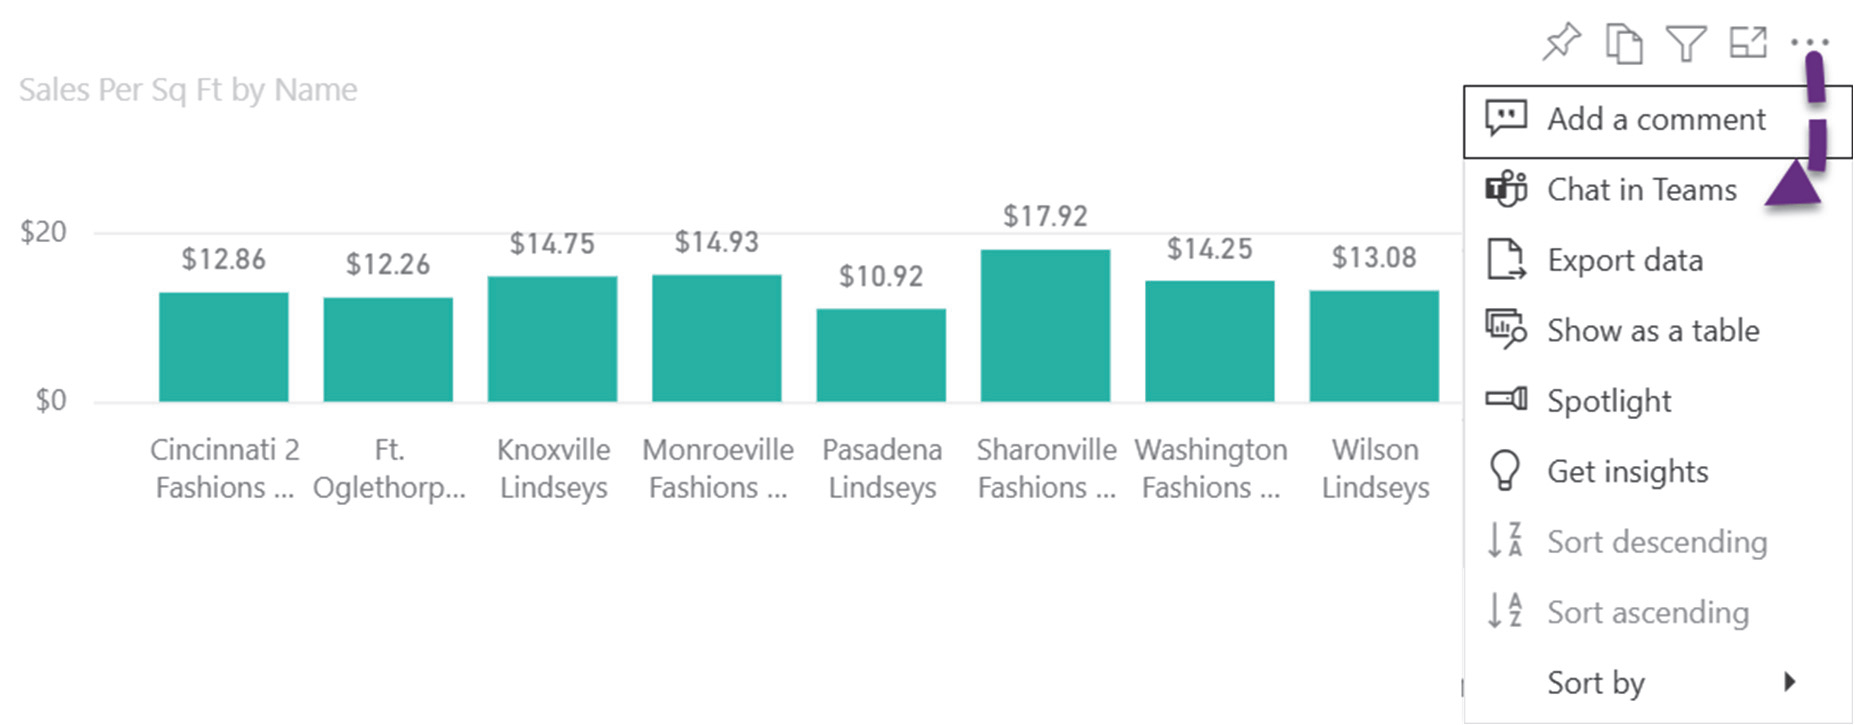 Sales Per Sq Ft by Name
$20
$0
$12.86
$12.26
$14.75
$14.93
$10.92
$17.92
$14.25
$13.08
Cincinnati 2
Fashions ...
Ft.
Oglethorp...
Knoxville
Lindseys
Monroeville
Fashions ...
Pasadena
Lindseys
Sharonville
Fashions ...
Washington
Fashions ...
Wilson
Lindseys
Add a comment
Chat in Teams
Export data
Show as a table
Spotlight
Get insights
Sort descending
Sort ascending
Sort by